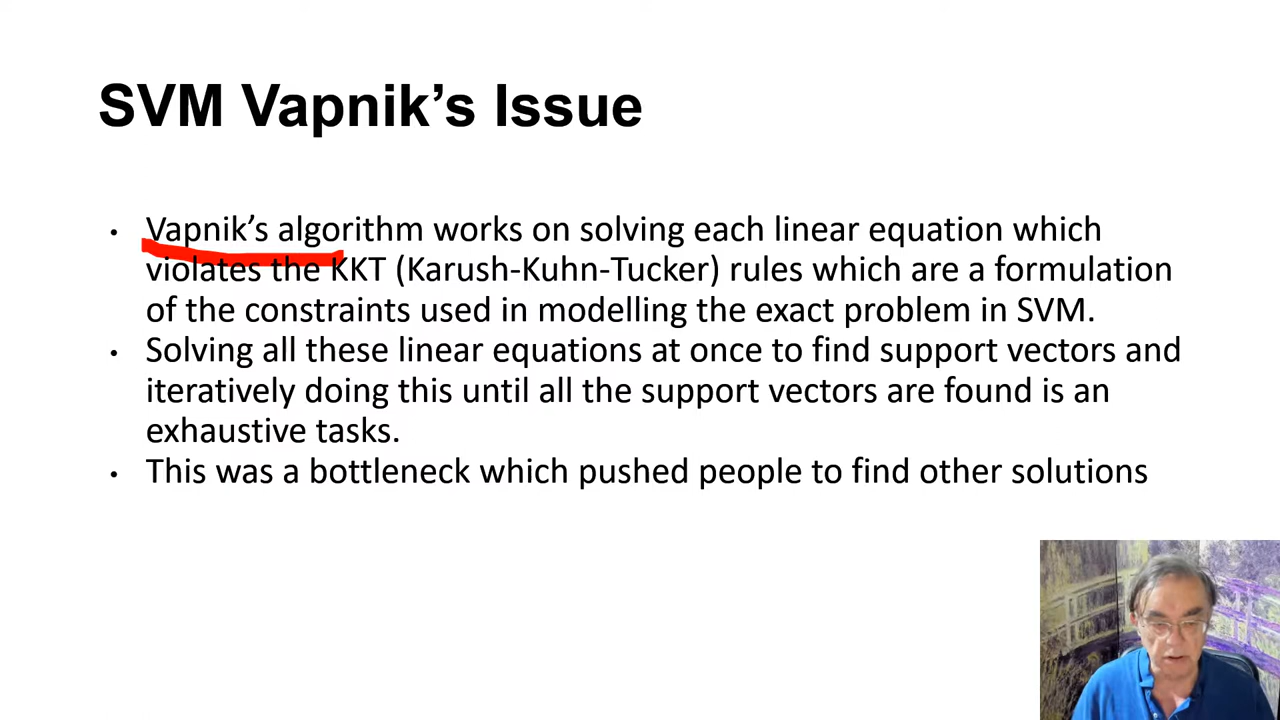 SVM Vapnik’s Issue
• Vapnik’s algorithm works on solving each linear equation which
violates the KKT (Karush-Kuhn-Tucker) rules which are a formulation
of the constraints used in modelling the exact problem in SVM.
• Solving all these linear equations at once to find support vectors and
iteratively doing this until all the support vectors are found is an
exhaustive tasks.
• This was a bottleneck which pushed people to find other solutions